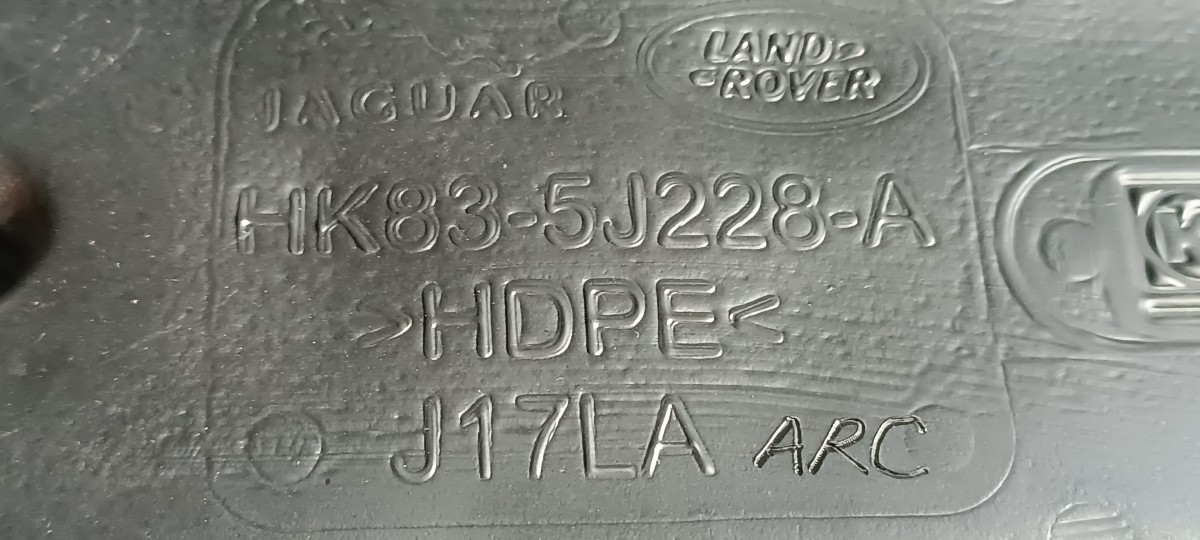 JAGUAR
LAND
ROVER
HK83-5J228-A
>HDPE<
J17LA ARC